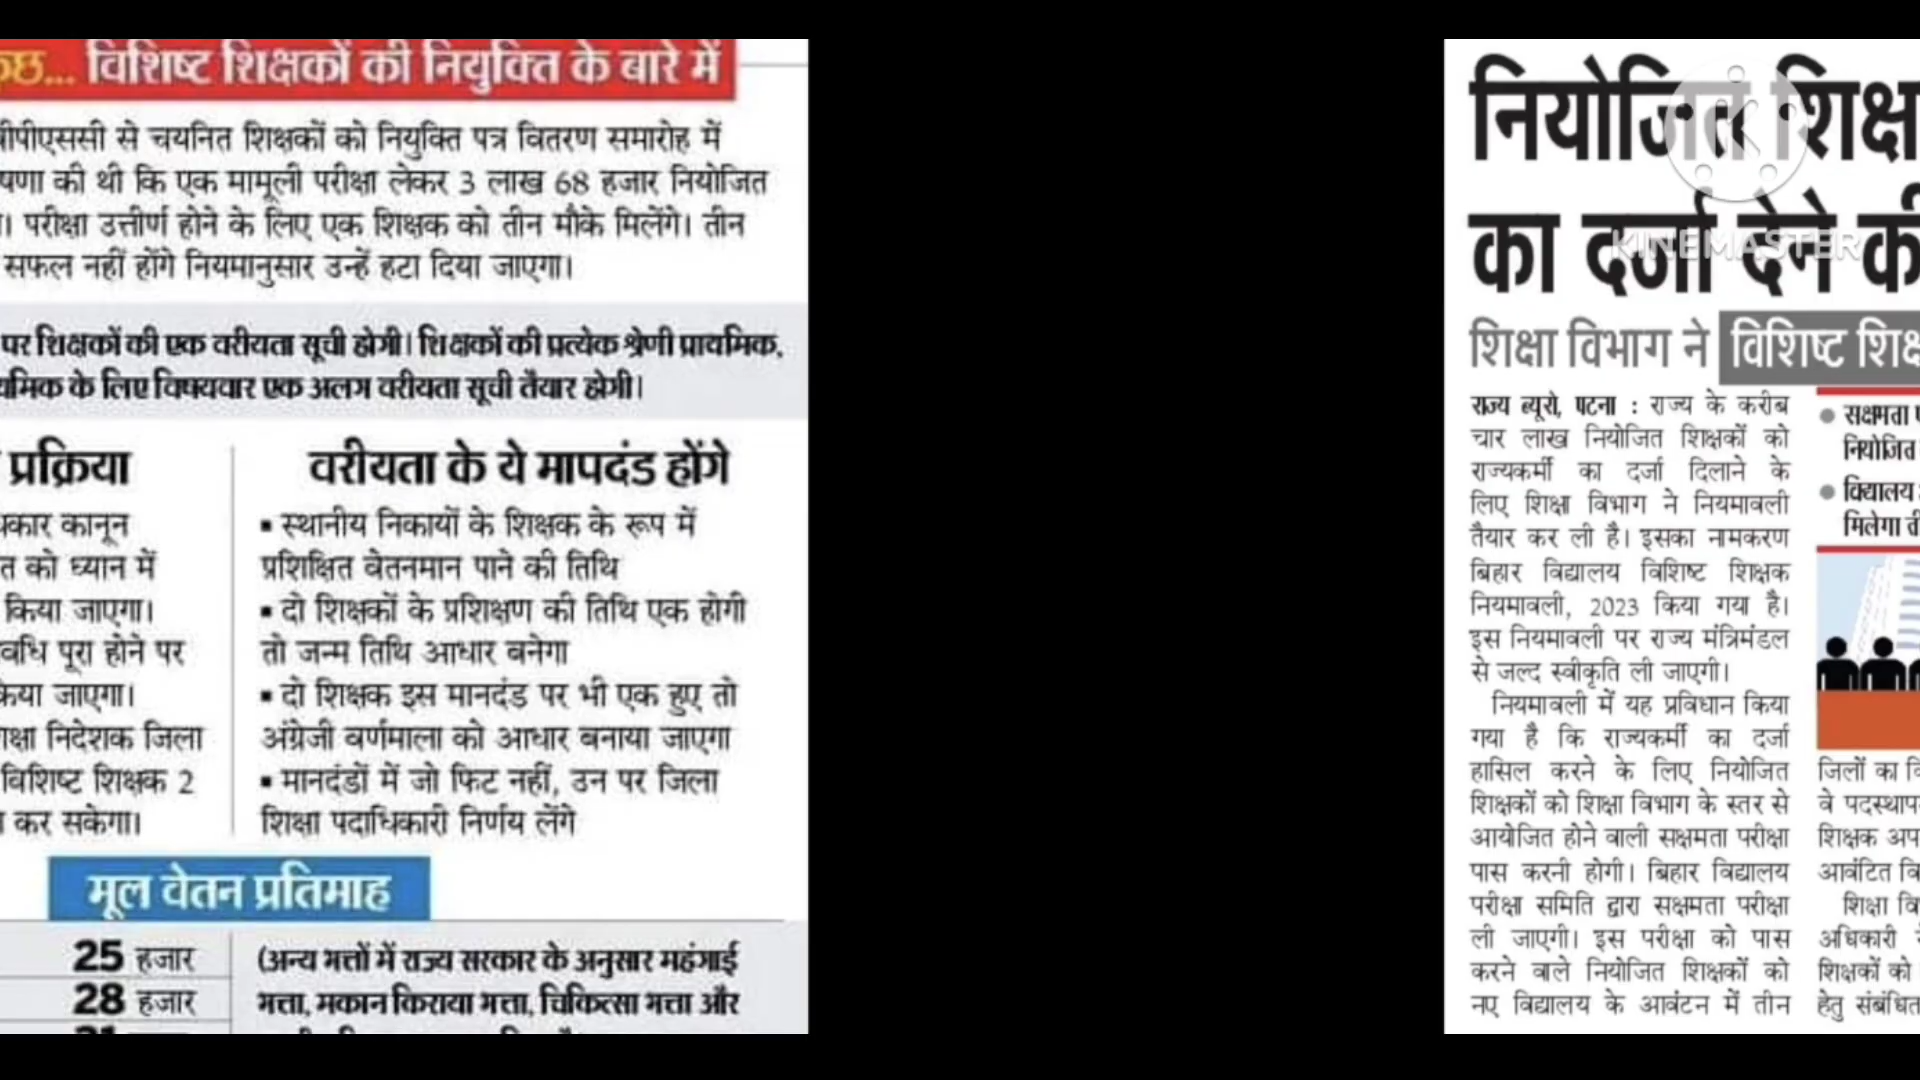 विशिष्ट शिक्षकों की नियुक्ति के बारे में
से चयनित शिक्षकों को नियुक्ति पत्र वितरण समारोह में
की थी कि एक मामूली परीक्षा लेकर 3 लाख 68 हजार नियोजित
। परीक्षा उत्तीर्ण होने के लिए एक शिक्षक को तीन मौके मिलेंगे। तीन
सफल नहीं होंगे नियमानुसार उन्हें हटा दिया जाएगा।
पर शिक्षकों की एक वरीयता सूची होगी। शिक्षकों की प्रत्येक श्रेणी प्राथमिक,
के लिए विषयवार एक अलग वरीयता सूची तैयार होगी।
प्रक्रिया
कानून
को ध्यान में
किया जाएगा।
पूरा होने पर
जाएगा।
निदेशक जिला
विशिष्ट शिक्षक 2
कर सकेगा।
वरीयता के ये मापदंड होंगे
▪ स्थानीय निकायों के शिक्षक के रूप में
प्रशिक्षित वेतनमान पाने की तिथि
▪ दो शिक्षकों के प्रशिक्षण की तिथि एक होगी
तो जन्म तिथि आधार बनेगा
▪ दो शिक्षक इस मानदंड पर भी एक हुए तो
अंग्रेजी वर्णमाला को आधार बनाया जाएगा
▪ मानदंडों में जो फिट नहीं, उन पर जिला
शिक्षा पदाधिकारी निर्णय लेंगे
मूल वेतन प्रतिमाह
25 हजार
28 हजार
(अन्य भत्तों में राज्य सरकार के अनुसार महंगाई
भत्ता, मकान किराया भत्ता, चिकित्सा भत्ता और
नियोजित शिक्ष
का दर्जा देने की
KINEMASTER
शिक्षा विभाग ने विशिष्ट शिक्ष
राज्य ब्यूरो, पटना : राज्य के करीब
चार लाख नियोजित शिक्षकों को
राज्यकर्मी का दर्जा दिलाने के
लिए शिक्षा विभाग ने नियमावली
तैयार कर ली है। इसका नामकरण
बिहार विद्यालय विशिष्ट शिक्षक
नियमावली, 2023 किया गया है।
इस नियमावली पर राज्य मंत्रिमंडल
से जल्द स्वीकृति ली जाएगी।
नियमावली में यह प्रविधान किया
गया है कि राज्यकर्मी का दर्जा
हासिल करने के लिए नियोजित
शिक्षकों को शिक्षा विभाग के स्तर से
आयोजित होने वाली सक्षमता परीक्षा
पास करनी होगी। बिहार विद्यालय
परीक्षा समिति द्वारा सक्षमता परीक्षा
ली जाएगी। इस परीक्षा को पास
करने वाले नियोजित शिक्षकों को
नए विद्यालय के आवंटन में तीन
● सक्षमता
नियोजित
● विद्यालय
मिलेगा
जिलों का
वे
शिक्षक
आवंटित
शिक्षा
अधिकारी
शिक्षकों को
हेतु